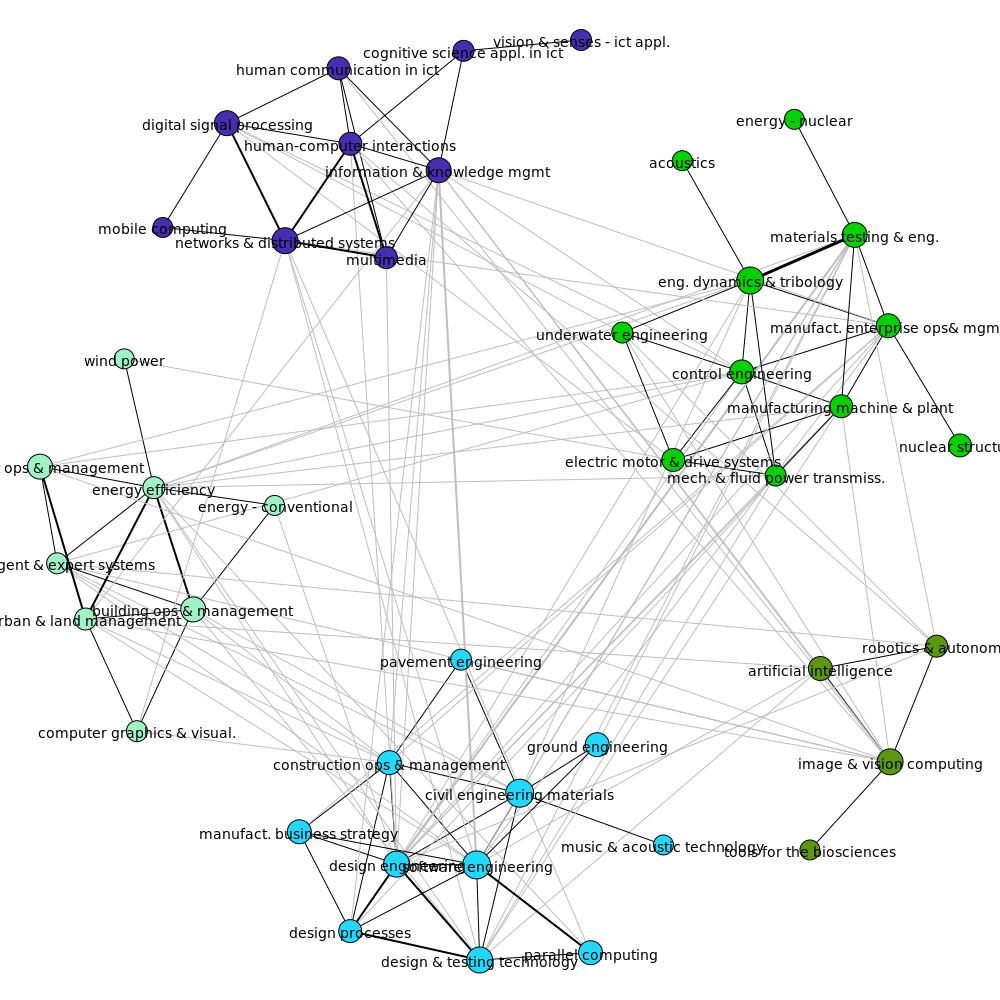 vision & senses - ict appl.
cognitive science appl. in ict
human communication in ict
energy - nuclear
digital signal processing
human-computer interactions
acoustics
information & knowledge mgmt
mobile computing
networks & distributed systems
materials testing & eng.
multimedia
eng. dynamics & tribology
manufact. enterprise ops& mgm
underwater engineering
wind power
control engineering
manufacturing machine & plant
nuclear structu
electric motor & drive systems
ops & management
mech. & fluid power transmiss.
energy efficiency
energy - conventional
gent & expert systems
building ops & management
rban & land management
robotics & autonom
pavement engineering
artificial intelligence
computer graphics & visual.
ground engineering
construction ops & management
image & vision computing
civil engineering materials
manufact. business strategy
music & acoustic technology
tools for the biosciences
design engineering
software engineering
design processes
parallel computing
design & testing technology